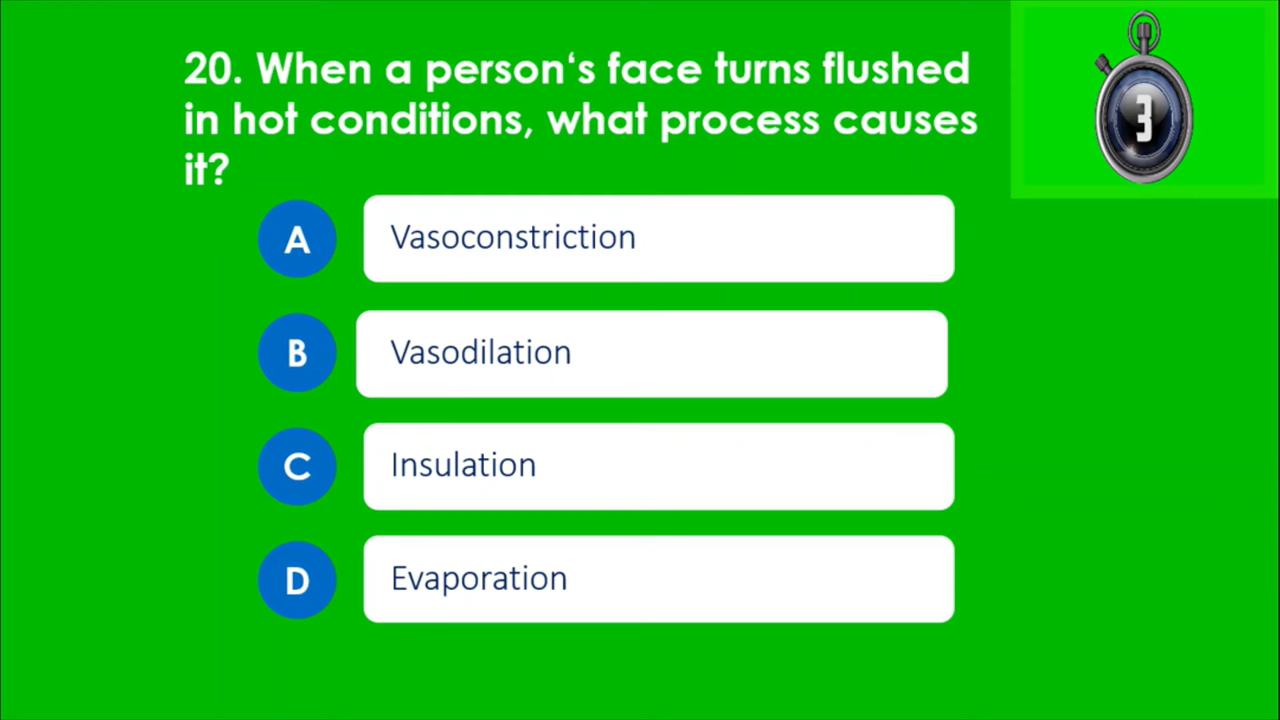 20. When a person‘s face turns flushed
in hot conditions, what process causes
it?
3
A
Vasoconstriction
B
Vasodilation
C
Insulation
D
Evaporation